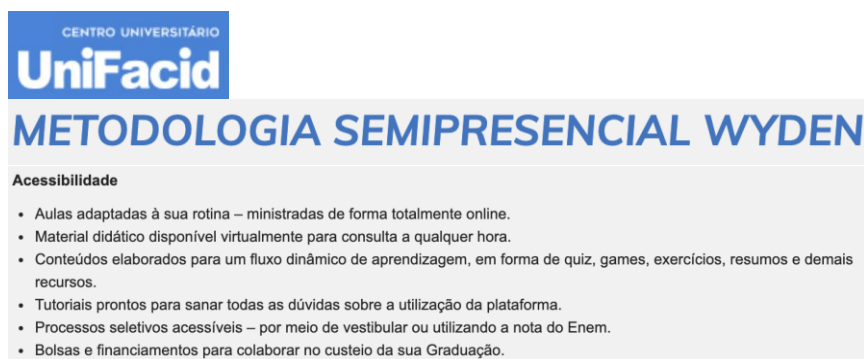 CENTRO UNIVERSITÁRIO
UniFacid
METODOLOGIA SEMIPRESENCIAL WYDEN
Acessibilidade
• Aulas adaptadas à sua rotina – ministradas de forma totalmente online.
• Material didático disponível virtualmente para consulta a qualquer hora.
• Conteúdos elaborados para um fluxo dinâmico de aprendizagem, em forma de quiz, games, exercícios, resumos e demais
recursos.
• Tutoriais prontos para sanar todas as dúvidas sobre a utilização da plataforma.
• Processos seletivos acessíveis – por meio de vestibular ou utilizando a nota do Enem.
• Bolsas e financiamentos para colaborar no custeio da sua Graduação.